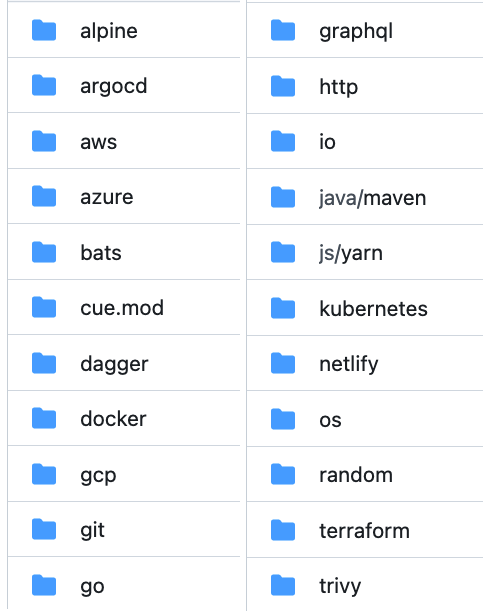 alpine
argocd
aws
azure
bats
cue.mod
dagger
docker
gcp
git
go
graphql
http
io
java/maven
js/yarn
kubernetes
netlify
os
random
terraform
trivy